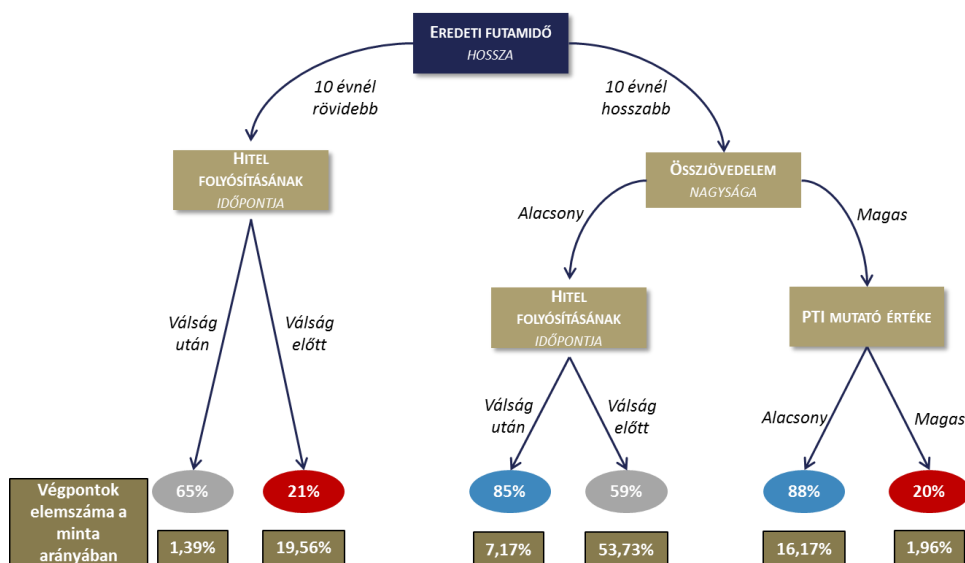 EREDETI FUTAMIDŐ
HOSSZA
10 évnél
rövidebb
10 évnél
hosszabb
HITEL
FOLYÓSÍTÁSÁNAK
IDŐPONTJA
ÖSSZJÖVEDELEM
NAGYSÁGA
Alacsony
Magas
HITEL
FOLYÓSÍTÁSÁNAK
IDŐPONTJA
PTI MUTATÓ ÉRTÉKE
Válság
után
Válság
előtt
Válság
után
Válság
előtt
Alacsony
Magas
65%
21%
85%
59%
88%
20%
Végpontok
elemszáma a
minta
arányában
1,39%
19,56%
7,17%
53,73%
16,17%
1,96%